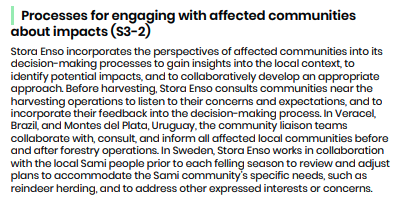 Processes for engaging with affected communities
about impacts (S3-2)
Stora Enso incorporates the perspectives of affected communities into its
decision-making processes to gain insights into the local context, to
identify potential impacts, and to collaboratively develop an appropriate
approach. Before harvesting, Stora Enso consults communities near the
harvesting operations to listen to their concerns and expectations, and to
incorporate their feedback into the decision-making process. In Veracel,
Brazil, and Montes del Plata, Uruguay, the community liaison teams
collaborate with, consult, and inform all affected local communities before
and after forestry operations. In Sweden, Stora Enso works in collaboration
with the local Sami people prior to each felling season to review and adjust
plans to accommodate the Sami community's specific needs, such as
reindeer herding, and to address other expressed interests or concerns.